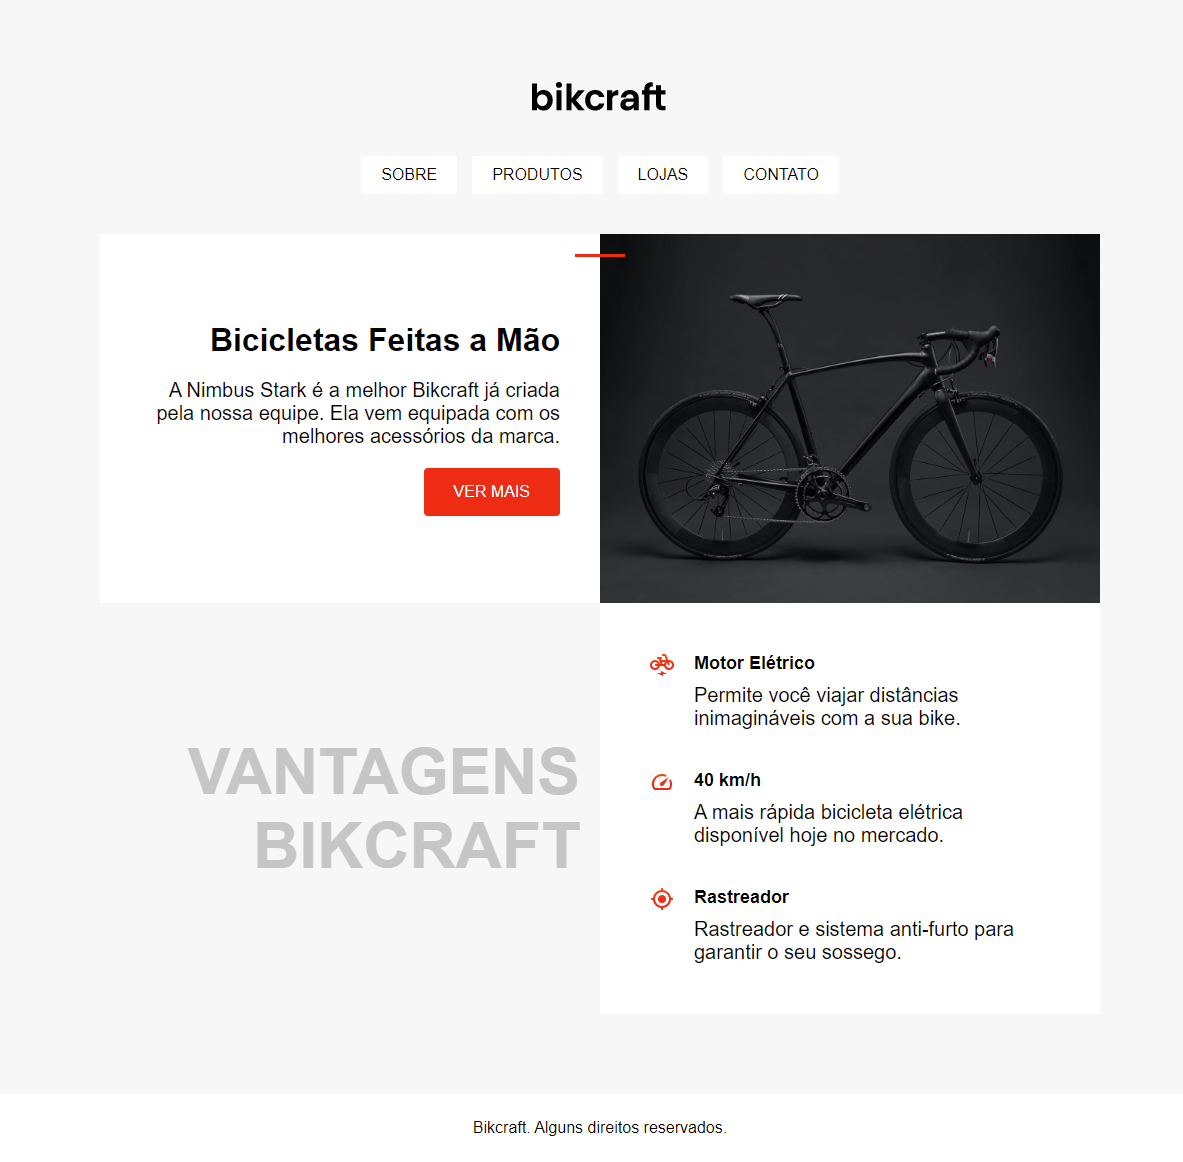 bikcraft
SOBRE PRODUTOS LOJAS CONTATO
Bicicletas Feitas a Mão
A Nimbus Stark é a melhor Bikcraft já criada
pela nossa equipe. Ela vem equipada com os
melhores acessórios da marca.
VER MAIS
VANTAGENS
BIKCRAFT
Motor Elétrico
Permite você viajar distâncias
inimagináveis com a sua bike.
40 km/h
A mais rápida bicicleta elétrica
disponível hoje no mercado.
Rastreador
Rastreador e sistema anti-furto para
garantir o seu sossego.
Bikcraft. Alguns direitos reservados.